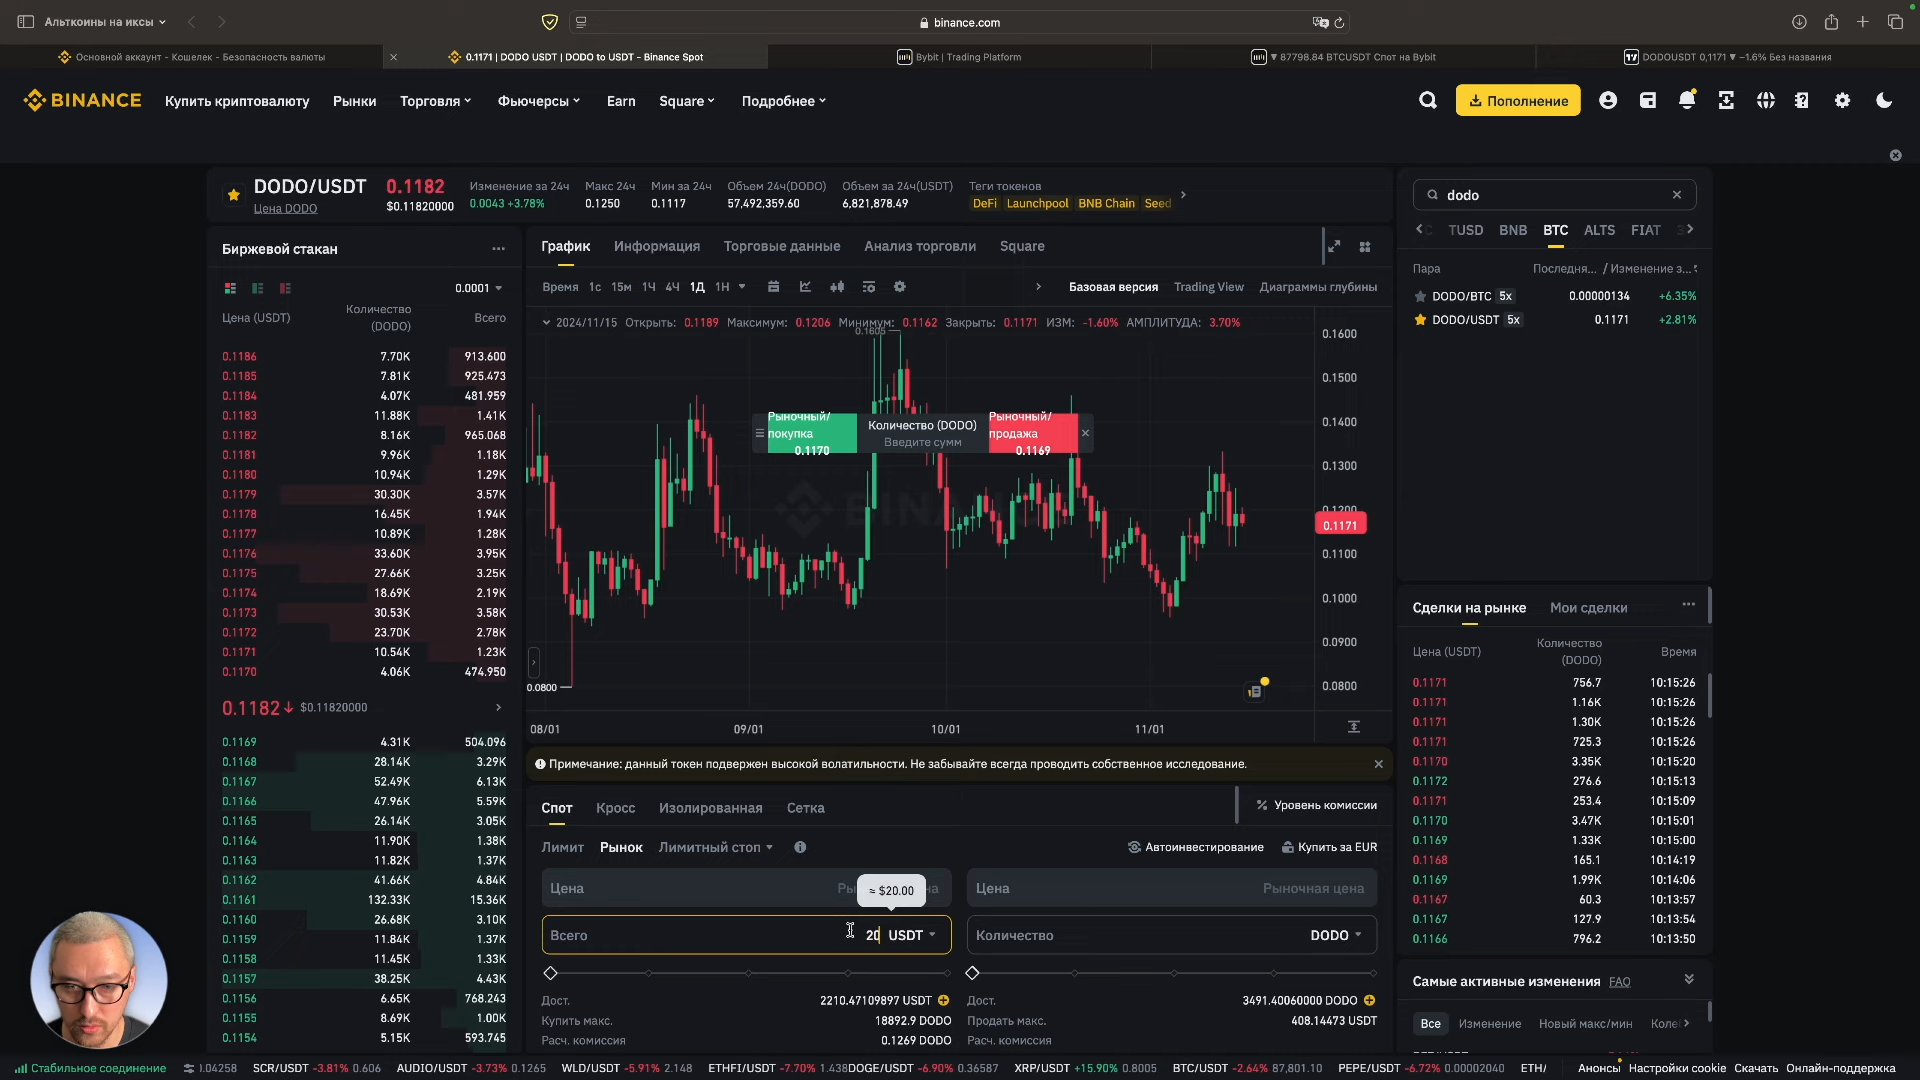 Альткоины на иксы
binance.com
Основной аккаунт - Кошелек - Безопасность валюты
0.1171 | DODO USDT | DODO to USDT - Binance Spot
Bybit | Trading Platform
▼ 87798.84 BTCUSDT Спот на Bybit
DODOUSDT 0,1171 ▼ −1.6% Без названия
BINANCE
Купить криптовалюту
Рынки
Торговля
Фьючерсы
Earn
Square
Подробнее
Пополнение
DODO/USDT
Цена DODO
0.1182
$0.11820000
Изменение за 24ч
0.0043 +3.78%
Макс 24ч
0.1250
Мин за 24ч
0.1117
Объем 24ч(DODO)
57,492,359.60
Объем за 24ч(USDT)
6,821,878.49
Теги токенов
DeFi Launchpool BNB Chain Seed
Биржевой стакан
0.0001
Цена (USDT) Количество (DODO) Всего
0.1186 7.70K 913.600
0.1185 7.81K 925.473
0.1184 4.07K 481.959
0.1183 11.88K 1.41K
0.1182 8.16K 965.068
0.1181 9.96K 1.18K
0.1180 10.94K 1.29K
0.1179 30.30K 3.57K
0.1178 16.45K 1.94K
0.1177 10.89K 1.28K
0.1176 33.60K 3.95K
0.1175 27.66K 3.25K
0.1174 18.69K 2.19K
0.1173 30.53K 3.58K
0.1172 23.70K 2.78K
0.1171 10.54K 1.23K
0.1170 4.06K 474.950
0.1182↓ $0.11820000
0.1169 4.31K 504.096
0.1168 28.14K 3.29K
0.1167 52.49K 6.13K
0.1166 47.96K 5.59K
0.1165 26.14K 3.05K
0.1164 11.90K 1.38K
0.1163 11.82K 1.37K
0.1162 41.66K 4.84K
0.1161 132.33K 15.36K
0.1160 26.68K 3.10K
0.1159 11.84K 1.37K
0.1158 11.45K 1.33K
0.1157 38.25K 4.43K
0.1156 6.65K 768.243
0.1155 8.69K 1.00K
0.1154 5.15K 593.745
График Информация Торговые данные Анализ торговли Square
Время 1с 15м 1Ч 4Ч 1Д 1Н
Базовая версия Trading View Диаграммы глубины
2024/11/15 Открыть: 0.1189 Максимум: 0.1206 Минимум: 0.1162 Закрыть: 0.1171 ИЗМ: -1.60% АМПЛИТУДА: 3.70%
0.1605
0.1600
0.1500
0.1400
0.1300
0.1200
0.1171
0.1100
0.1000
0.0900
0.0800
Рыночный/покупка
0.1170
Количество (DODO)
Введите сумм
Рыночный/продажа
0.1169
BINAN
0.0800
08/01 09/01 10/01 11/01
Примечание: данный токен подвержен высокой волатильности. Не забывайте всегда проводить собственное исследование.
Спот Кросс Изолированная Сетка
Уровень комиссии
Лимит Рынок Лимитный стоп
Автоинвестирование
Купить за EUR
Цена
≈ $20.00
Всего 20 USDT
Дост. 2210.47109897 USDT
Купить макс. 18892.9 DODO
Расч. комиссия 0.1269 DODO
Цена Рыночная цена
Количество DODO
Дост. 3491.40060000 DODO
Продать макс. 408.14473 USDT
Расч. комиссия
dodo
TUSD BNB BTC ALTS FIAT
Пара Последня... / Изменение з...
DODO/BTC 5x 0.00000134 +6.35%
DODO/USDT 5x 0.1171 +2.81%
Сделки на рынке Мои сделки
Цена (USDT) Количество (DODO) Время
0.1171 756.7 10:15:26
0.1171 1.16K 10:15:26
0.1171 1.30K 10:15:26
0.1171 725.3 10:15:26
0.1170 3.35K 10:15:20
0.1172 276.6 10:15:13
0.1171 253.4 10:15:09
0.1170 3.47K 10:15:01
0.1169 1.33K 10:15:00
0.1168 165.1 10:14:19
0.1169 1.99K 10:14:06
0.1167 60.3 10:13:57
0.1167 127.9 10:13:54
0.1166 796.2 10:13:50
Самые активные изменения FAQ
Все Изменение Новый макс/мин Коле
Стабильное соединение
SCR/USDT -3.81% 0.606 AUDIO/USDT -3.73% 0.1265 WLD/USDT -5.91% 2.148 ETHFI/USDT -7.70% 1.438 DOGE/USDT -6.90% 0.36587 XRP/USDT +15.90% 0.8005 BTC/USDT -2.64% 87,801.10 PEPE/USDT -6.72% 0.00002040 ETH/
Анонсы Настройки cookie Скачать Онлайн-поддержка